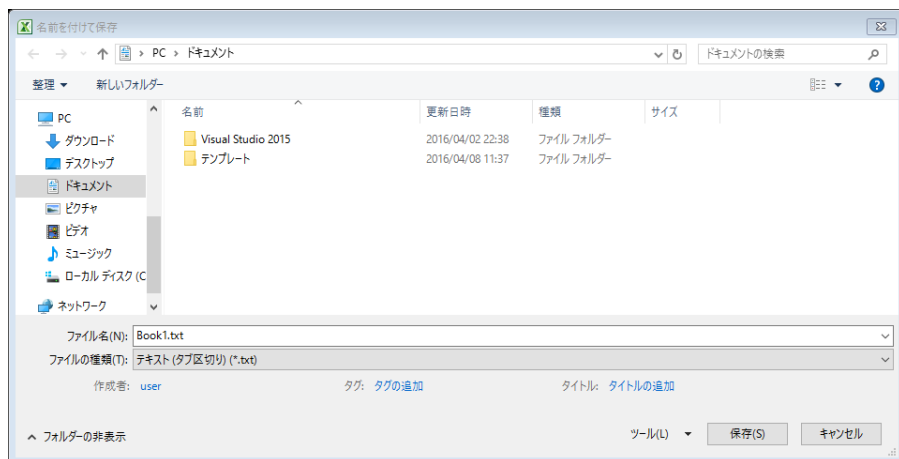 名前を付けて保存
PC › ドキュメント
ドキュメントの検索
整理 新しいフォルダー
PC
ダウンロード
デスクトップ
ドキュメント
ピクチャ
ビデオ
ミュージック
ローカル ディスク (C
ネットワーク
名前 更新日時 種類 サイズ
Visual Studio 2015 2016/04/02 22:38 ファイル フォルダー
テンプレート 2016/04/08 11:37 ファイル フォルダー
ファイル名(N): Book1.txt
ファイルの種類(T): テキスト (タブ区切り) (*.txt)
作成者: user タグ: タグの追加 タイトル: タイトルの追加
フォルダーの非表示 ツール(L) 保存(S) キャンセル